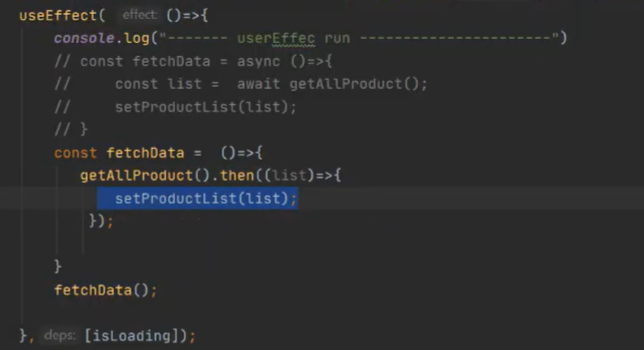 useEffect( effect: ()=>{
console.log("------- userEffec run ----------------------")
// const fetchData = async ()=>{
//     const list =  await getAllProduct();
//     setProductList(list);
// }
const fetchData =  ()=>{
getAllProduct().then((list)=>{
setProductList(list);
});
}
fetchData();
}, deps: [isLoading]);